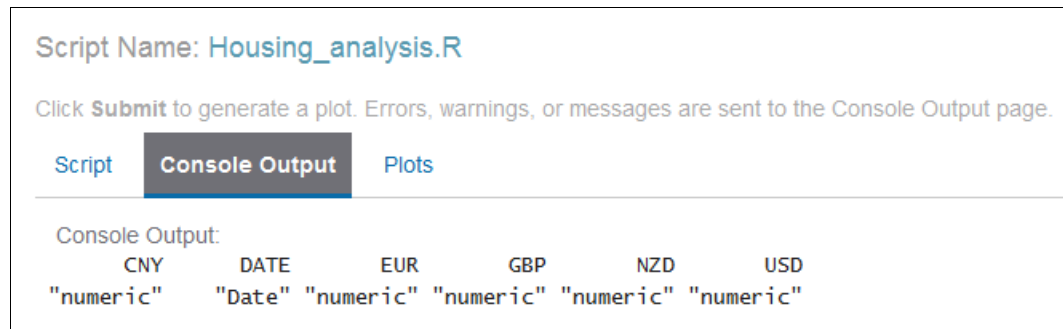 Script Name: Housing_analysis.R
Click Submit to generate a plot. Errors, warnings, or messages are sent to the Console Output page.
Script Console Output Plots
Console Output:
CNY DATE EUR GBP NZD USD
"numeric" "Date" "numeric" "numeric" "numeric" "numeric"